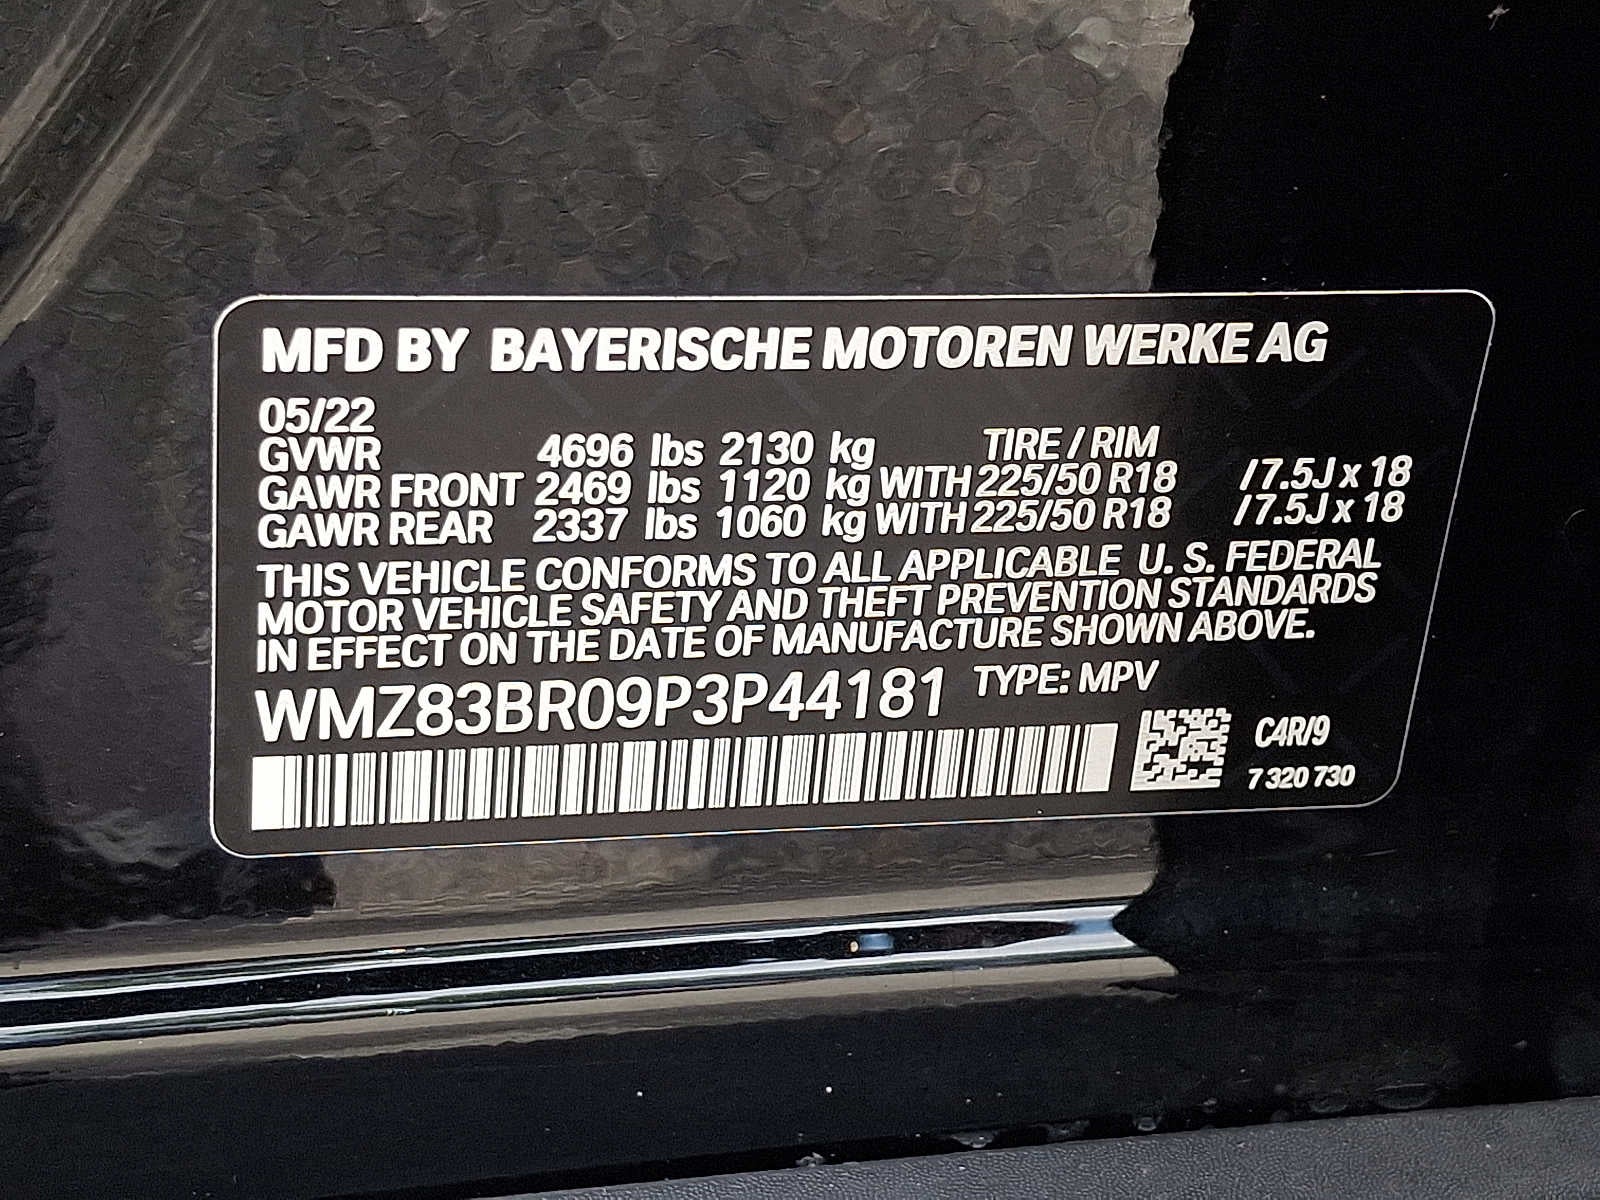 MFD BY BAYERISCHE MOTOREN WERKE AG
05/22
GVWR 4696 lbs 2130 kg TIRE / RIM
GAWR FRONT 2469 lbs 1120 kg WITH 225/50 R18 /7.5J x 18
GAWR REAR 2337 lbs 1060 kg WITH 225/50 R18 /7.5J x 18
THIS VEHICLE CONFORMS TO ALL APPLICABLE U. S. FEDERAL
MOTOR VEHICLE SAFETY AND THEFT PREVENTION STANDARDS
IN EFFECT ON THE DATE OF MANUFACTURE SHOWN ABOVE.
WMZ83BR09P3P44181 TYPE: MPV
C4R/9
7 320 730